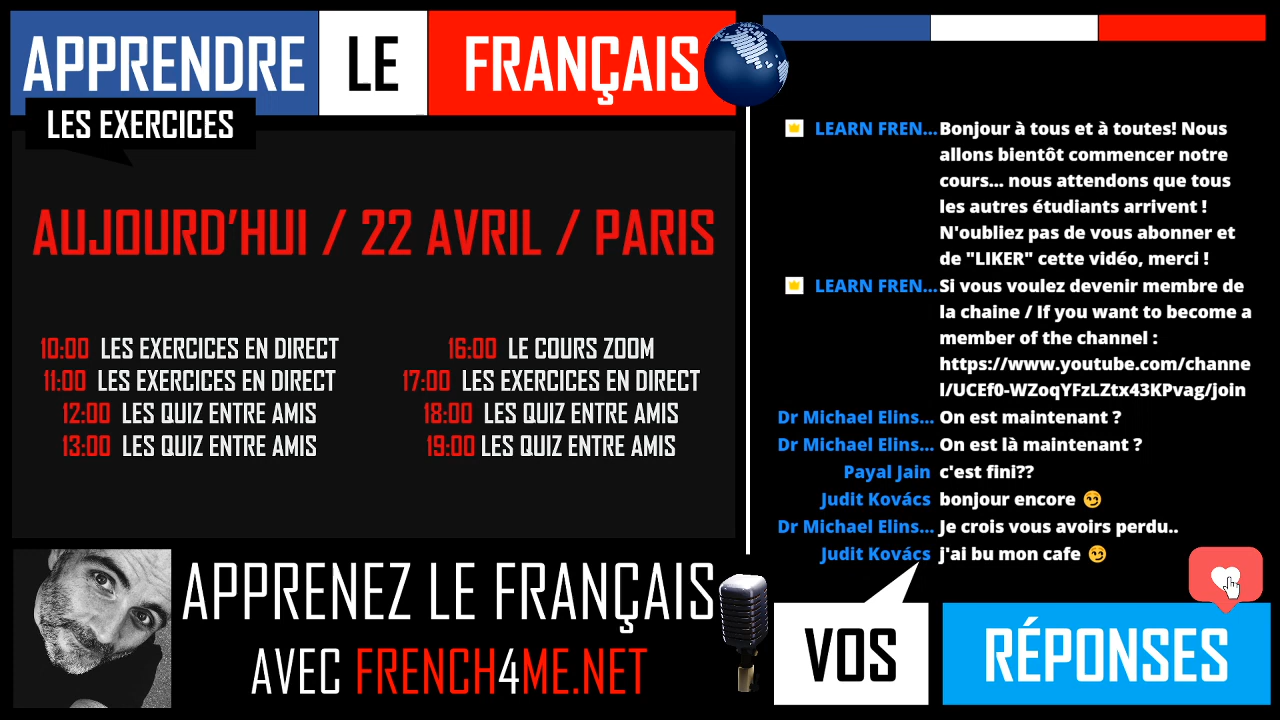 APPRENDRE LE FRANÇAIS
LES EXERCICES
AUJOURD'HUI / 22 AVRIL / PARIS
10:00 LES EXERCICES EN DIRECT
11:00 LES EXERCICES EN DIRECT
12:00 LES QUIZ ENTRE AMIS
13:00 LES QUIZ ENTRE AMIS
16:00 LE COURS ZOOM
17:00 LES EXERCICES EN DIRECT
18:00 LES QUIZ ENTRE AMIS
19:00 LES QUIZ ENTRE AMIS
APPRENEZ LE FRANÇAIS
AVEC FRENCH4ME.NET
LEARN FREN... Bonjour à tous et à toutes! Nous
allons bientôt commencer notre
cours... nous attendons que tous
les autres étudiants arrivent !
N'oubliez pas de vous abonner et
de "LIKER" cette vidéo, merci !
LEARN FREN... Si vous voulez devenir membre de
la chaine / If you want to become a
member of the channel :
https://www.youtube.com/channe
l/UCEf0-WZoqYFzLZtx43KPvag/join
Dr Michael Elins... On est maintenant ?
Dr Michael Elins... On est là maintenant ?
Payal Jain c'est fini??
Judit Kovács bonjour encore 😏
Dr Michael Elins... Je crois vous avoirs perdu..
Judit Kovács j'ai bu mon cafe 😏
VOS RÉPONSES